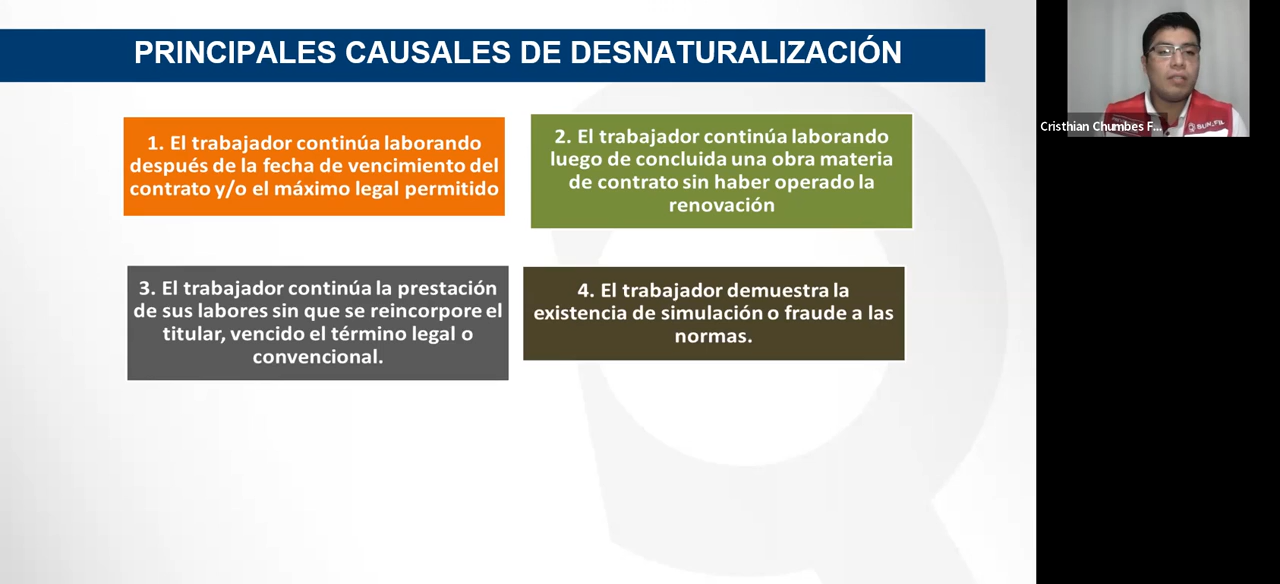 PRINCIPALES CAUSALES DE DESNATURALIZACIÓN
1. El trabajador continúa laborando
después de la fecha de vencimiento del
contrato y/o el máximo legal permitido
2. El trabajador continúa laborando
luego de concluida una obra materia
de contrato sin haber operado la
renovación
3. El trabajador continúa la prestación
de sus labores sin que se reincorpore el
titular, vencido el término legal o
convencional.
4. El trabajador demuestra la
existencia de simulación o fraude a las
normas.
Cristhian Chumbes F...
SUNAFIL